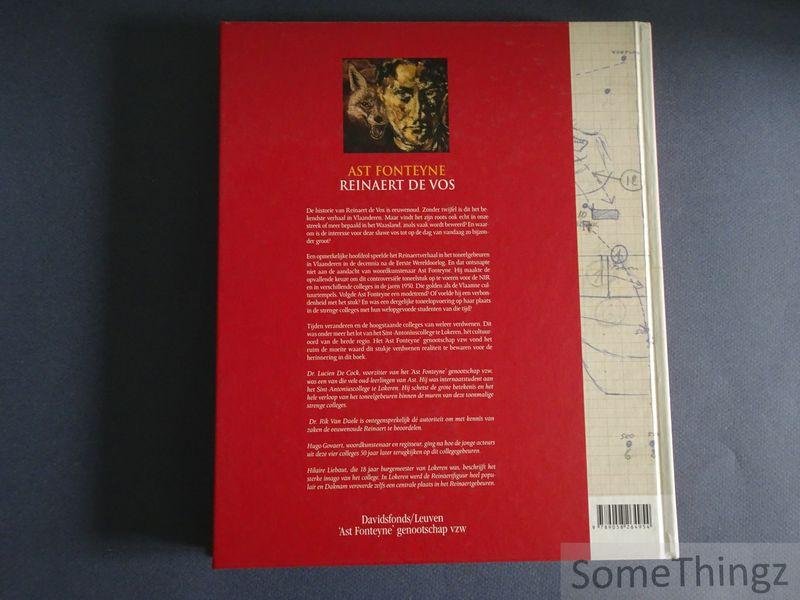 AST FONTEYNE
REINAERT DE VOS
De historie van Reinaert de Vos is eeuwenoud. Zonder twijfel is dit het be-
kendste verhaal in Vlaanderen. Maar vindt het zijn roots ook echt in onze
streek of meer bepaald in het Waasland, zoals vaak wordt beweerd? En waar-
om is de interesse voor deze sluwe vos tot op de dag van vandaag zo bijzon-
der groot?
Een opmerkelijke hoofdrol speelde het Reinaertverhaal in het toneelgebeuren
in Vlaanderen in de decennia na de Eerste Wereldoorlog. En dat ontsnapte
niet aan de aandacht van woordkunstenaar Ast Fonteyne. Hij maakte de
opvallende keuze om dit controversiële toneelstuk op te voeren voor de NIR
en in verschillende colleges in de jaren 1950. Die golden als de Vlaamse cul-
tuurtempels. Volgde Ast Fonteyne een modetrend? Of voelde hij een verbon-
denheid met het stuk? En was een dergelijke toneelopvoering op haar plaats
in de strenge colleges met hun welopgevoede studenten van die tijd?
Tijden veranderen en de hoogstaande colleges van weleer verdwenen. Dit
was onder meer het lot van het Sint-Antoniuscollege te Lokeren, hét cultuur-
oord van de brede regio. Het 'Ast Fonteyne' genootschap vzw vond het
ruim de moeite waard dit stukje verdwenen realiteit te bewaren voor de
herinnering in dit boek.
Dr. Lucien De Cock, voorzitter van het 'Ast Fonteyne' genootschap vzw,
was een van die vele oud-leerlingen van Ast. Hij was internaatstudent aan
het Sint-Antoniuscollege te Lokeren. Hij schetst de grote betekenis en het
hele verloop van het toneelgebeuren binnen de muren van deze toonmalige
strenge colleges.
Dr. Rik Van Daele is ontegensprekelijk dé autoriteit om met kennis van
zaken de eeuwenoude Reinaert te beoordelen.
Hugo Govaert, woordkunstenaar en regisseur, ging na hoe de jonge acteurs
uit deze vier colleges 50 jaar later terugkijken op dit collegegebeuren.
Hilaire Liebaut, die 18 jaar burgemeester van Lokeren was, beschrijft het
sterke imago van het college. In Lokeren werd de Reinaertfiguur heel popu-
lair en Daknam veroverde zelfs een centrale plaats in het Reinaertgebeuren.
Davidsfonds/Leuven
'Ast Fonteyne' genootschap vzw
12
500
6
9 789058 264954
SomeThingz